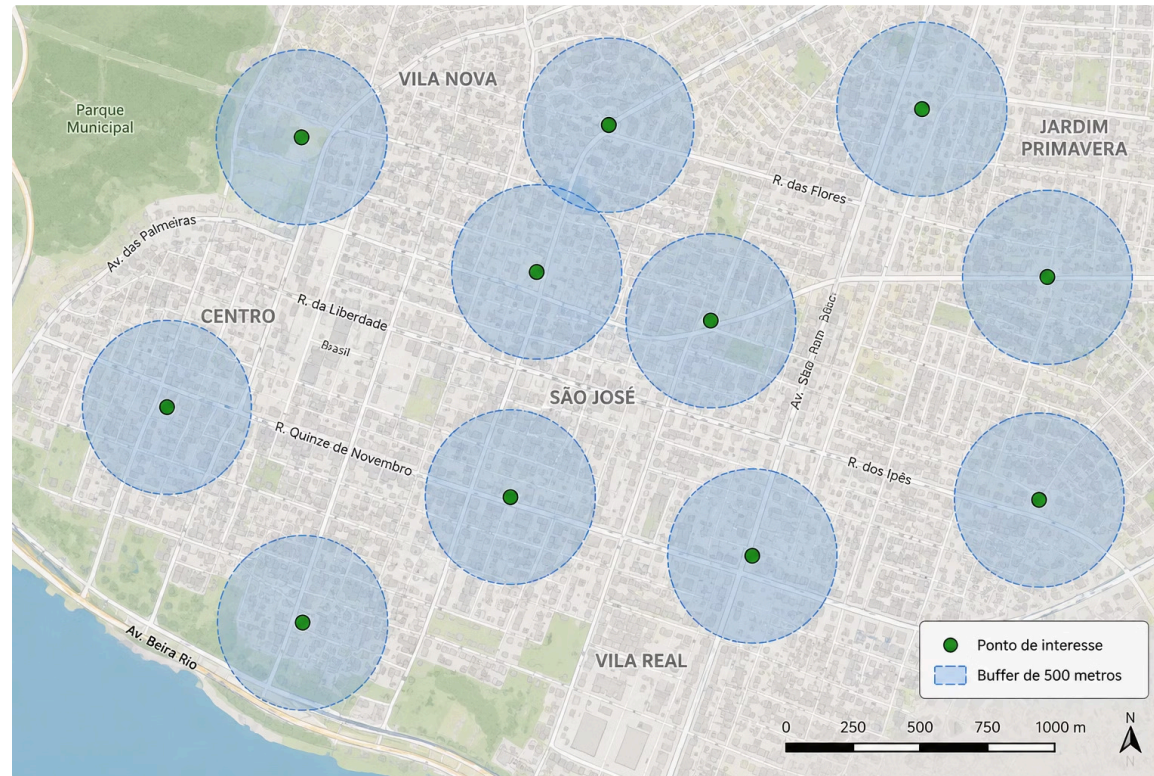 VILA NOVA
Parque
Municipal
JARDIM
PRIMAVERA
R. das Flores
Av. das Palmeiras
R. da Liberdade
CENTRO
SÃO JOSÉ
R. Quinze de Novembro
R. dos Ipês
Av. Beira Rio
VILA REAL
Ponto de interesse
Buffer de 500 metros
0 250 500 750 1000 m
N
N